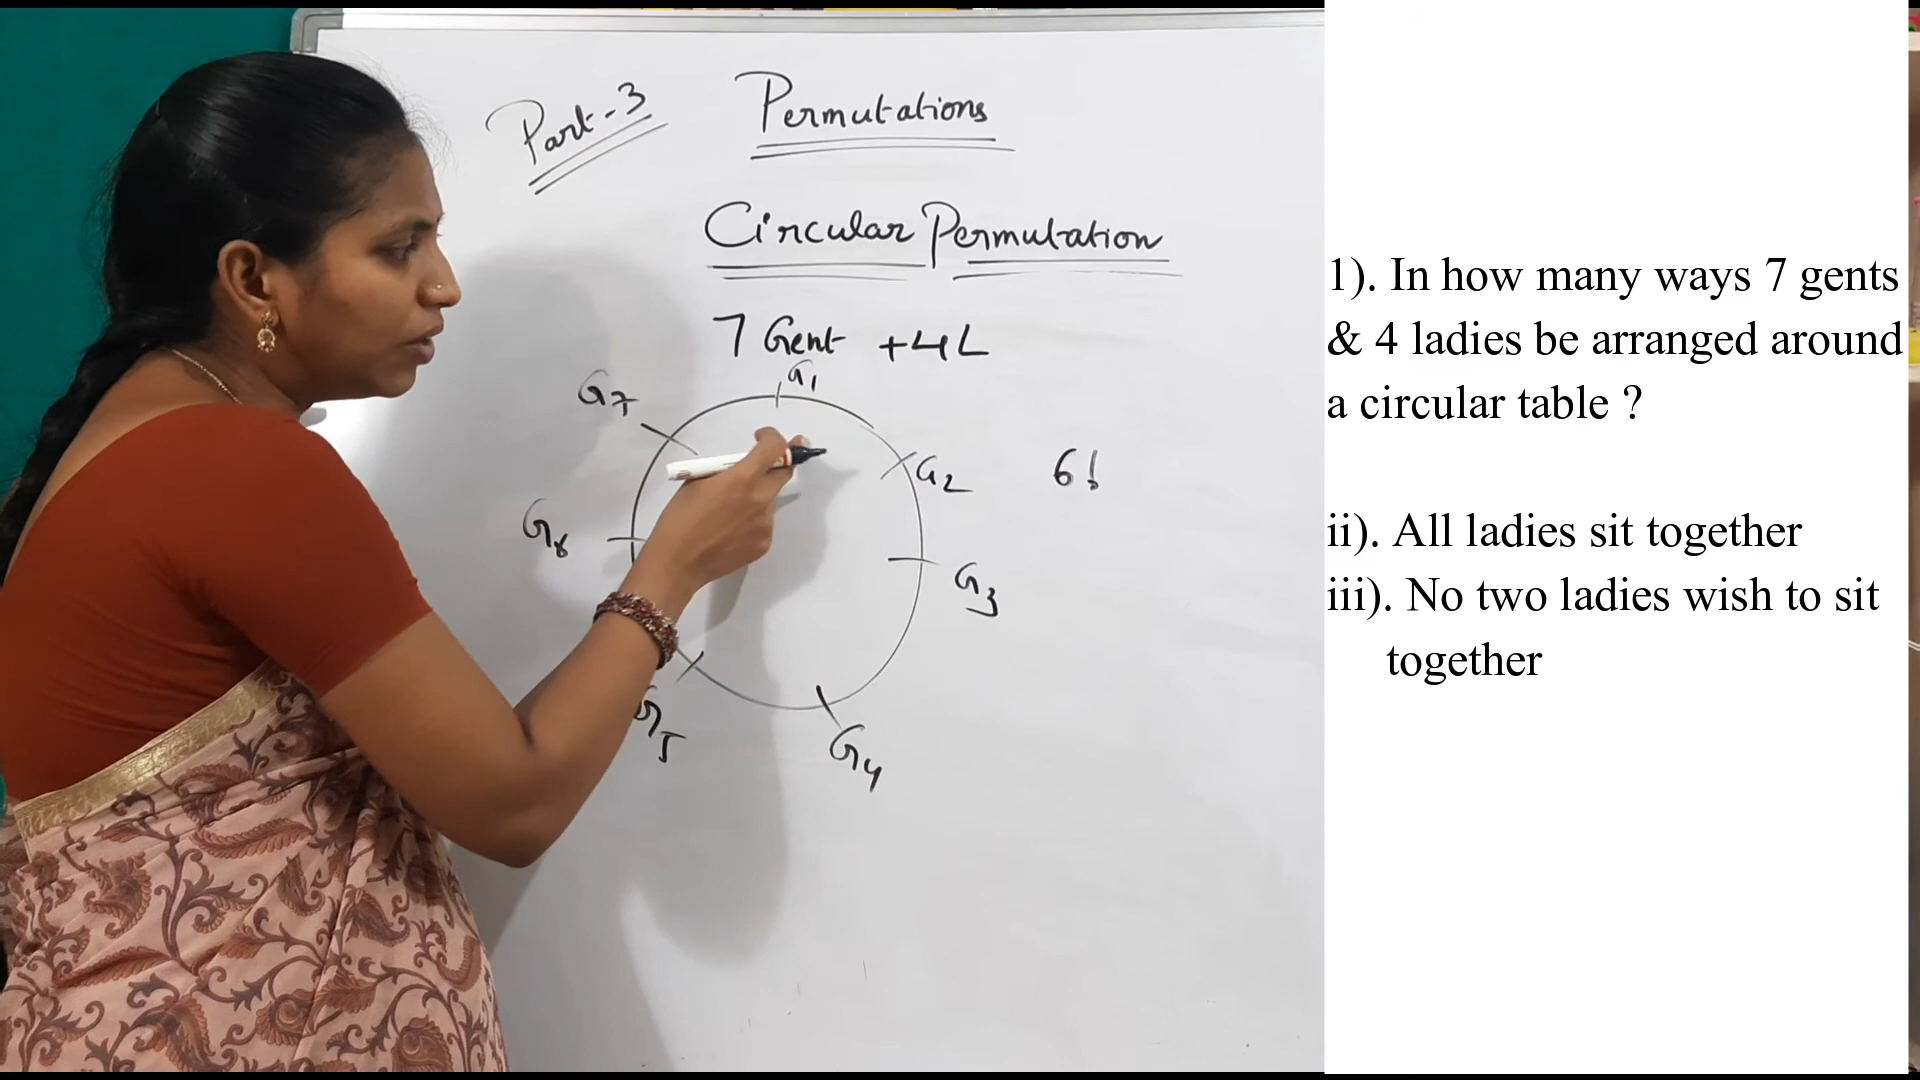 Part-3
Permutations
Circular Permutation
7 Gent + 4 L
G1
G7
G2
6!
G6
G3
G5
G4
1). In how many ways 7 gents
& 4 ladies be arranged around
a circular table ?
ii). All ladies sit together
iii). No two ladies wish to sit
together